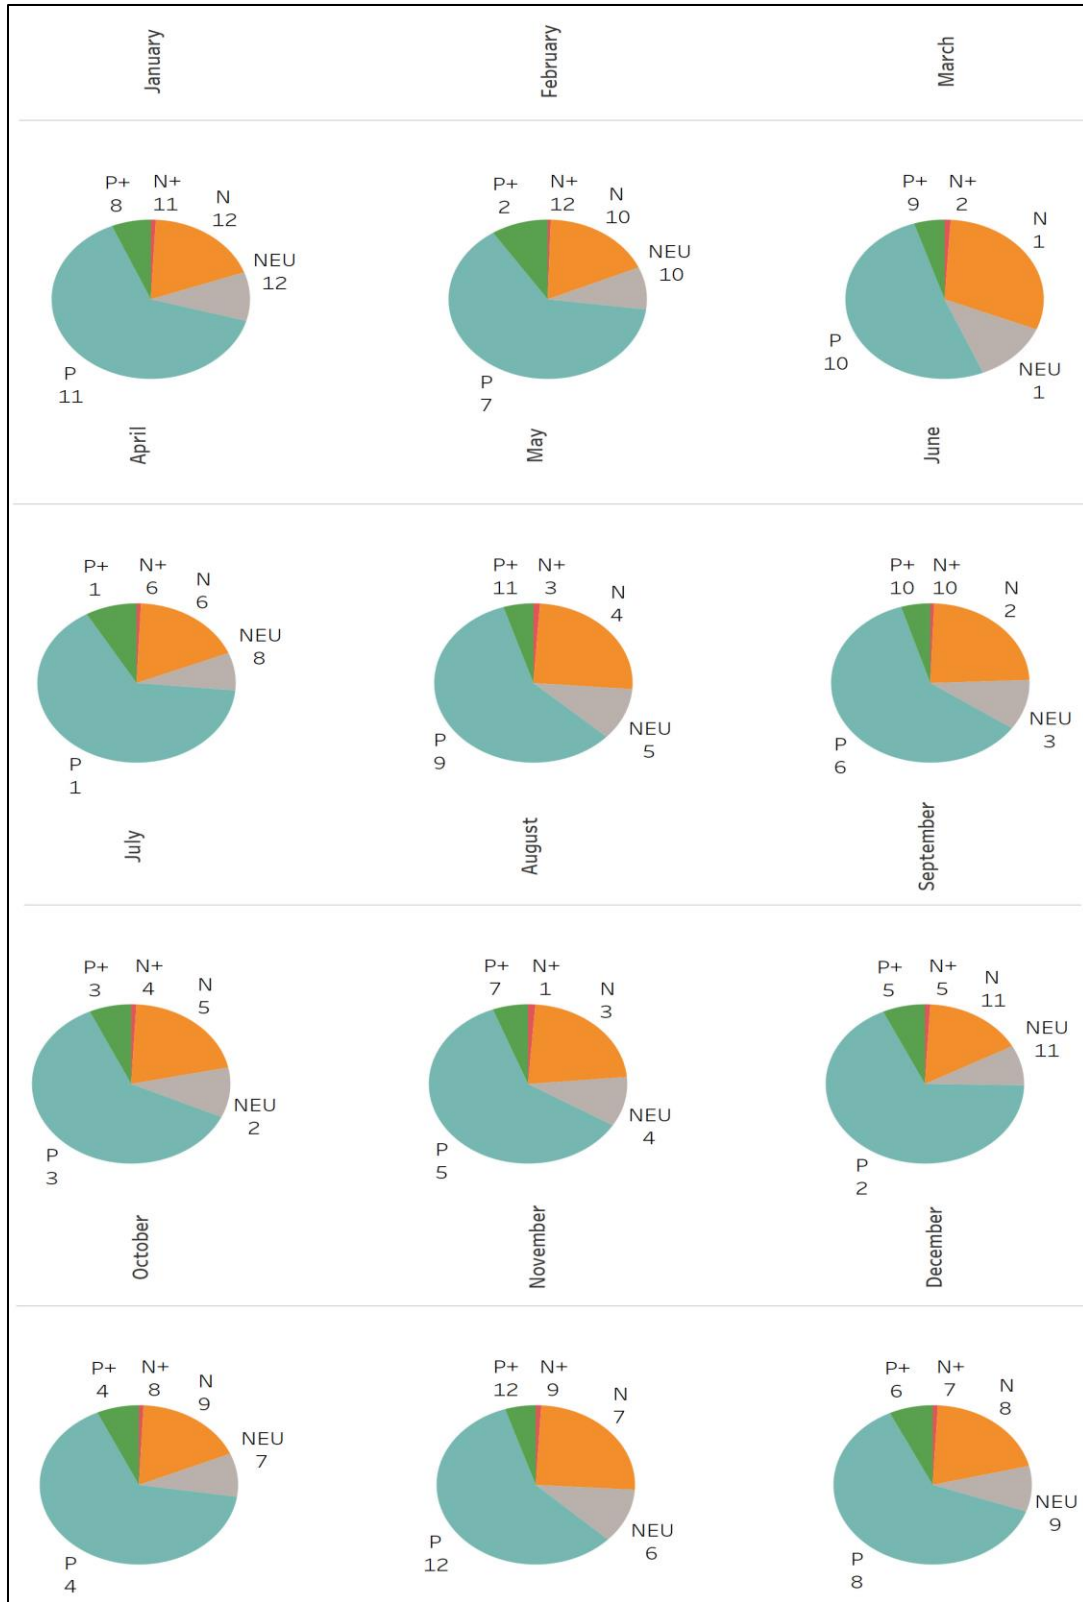 January
February
March
P+
8
N+
11
N
12
NEU
12
P
11
P+
2
N+
12
N
10
NEU
10
P
7
P+
9
N+
2
N
1
NEU
1
P
10
April
May
June
P+
1
N+
6
N
6
NEU
8
P
1
P+
11
N+
3
N
4
NEU
5
P
9
P+
10
N+
10
N
2
NEU
3
P
6
July
August
September
P+
3
N+
4
N
5
NEU
2
P
3
P+
7
N+
1
N
3
NEU
4
P
5
P+
5
N+
5
N
11
NEU
11
P
2
October
November
December
P+
4
N+
8
N
9
NEU
7
P
4
P+
12
N+
9
N
7
NEU
6
P
12
P+
6
N+
7
N
8
NEU
9
P
8